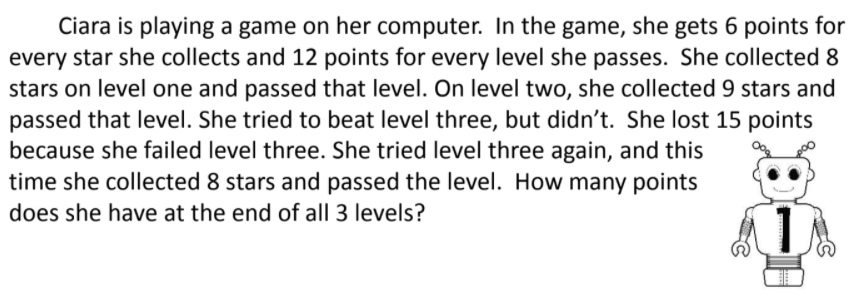 Ciara is playing a game on her computer. In the game, she gets 6 points for
every star she collects and 12 points for every level she passes. She collected 8
stars on level one and passed that level. On level two, she collected 9 stars and
passed that level. She tried to beat level three, but didn't. She lost 15 points
because she failed level three. She tried level three again, and this
time she collected 8 stars and passed the level. How many points
does she have at the end of all 3 levels?
1